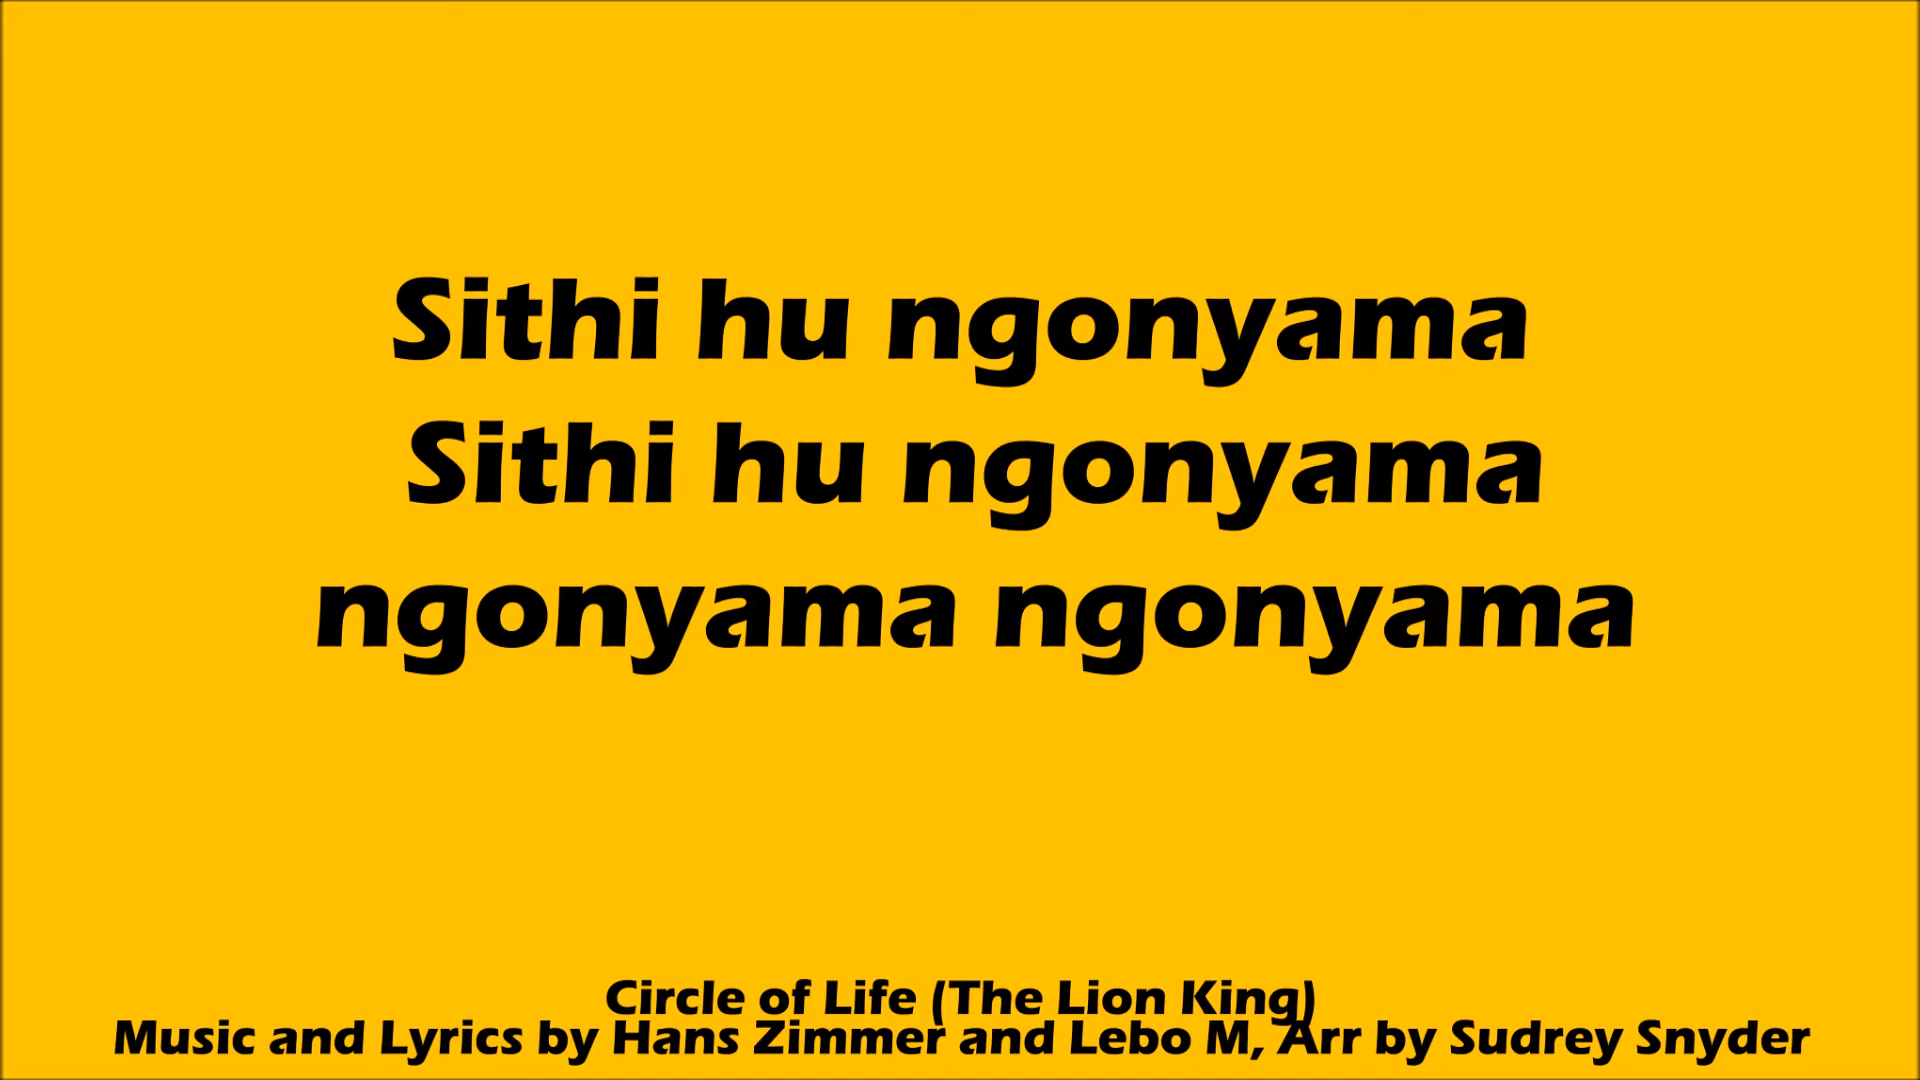 Sithi hu ngonyama
Sithi hu ngonyama
ngonyama ngonyama
Circle of Life (The Lion King)
Music and Lyrics by Hans Zimmer and Lebo M, Arr by Sudrey Snyder